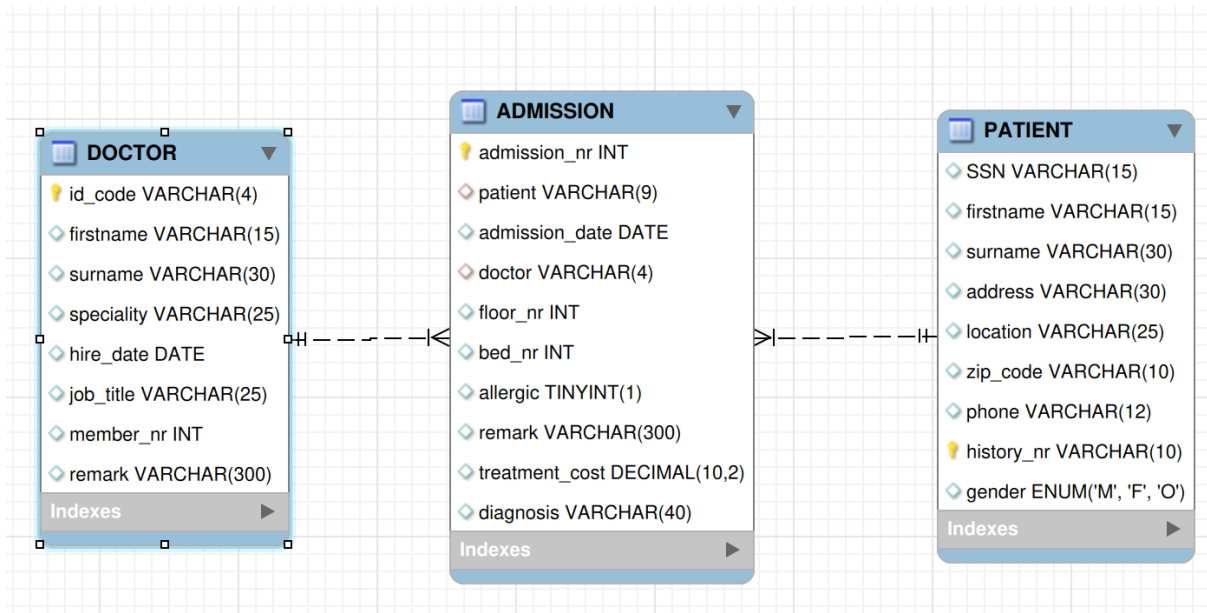 DOCTOR
id_code VARCHAR(4)
firstname VARCHAR(15)
surname VARCHAR(30)
speciality VARCHAR(25)
hire_date DATE
job_title VARCHAR(25)
member_nr INT
remark VARCHAR(300)
Indexes
ADMISSION
admission_nr INT
patient VARCHAR(9)
admission_date DATE
doctor VARCHAR(4)
floor_nr INT
bed_nr INT
allergic TINYINT(1)
remark VARCHAR(300)
treatment_cost DECIMAL(10,2)
diagnosis VARCHAR(40)
Indexes
PATIENT
SSN VARCHAR(15)
firstname VARCHAR(15)
surname VARCHAR(30)
address VARCHAR(30)
location VARCHAR(25)
zip_code VARCHAR(10)
phone VARCHAR(12)
history_nr VARCHAR(10)
gender ENUM('M', 'F', 'O')
Indexes